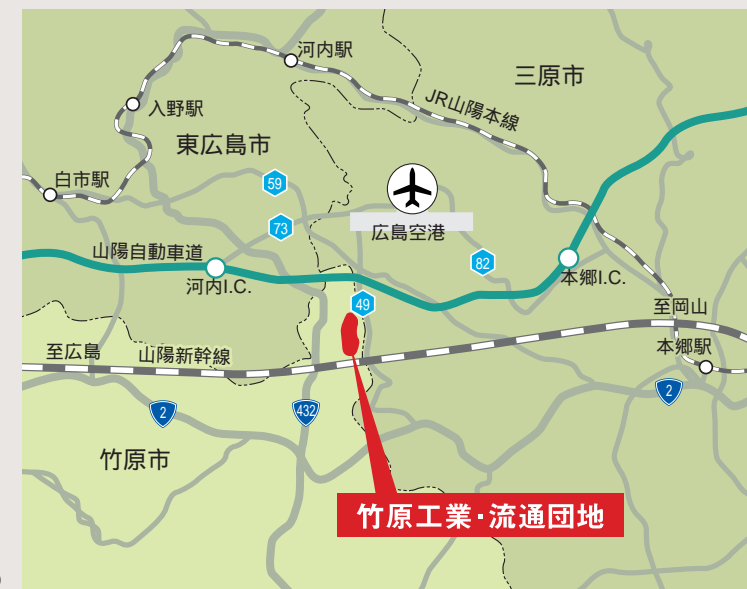 河内駅
三原市
JR山陽本線
入野駅
東広島市
白市駅
59
73
広島空港
82
山陽自動車道
河内I.C.
本郷I.C.
49
至岡山
至広島
山陽新幹線
本郷駅
2
2
432
竹原市
竹原工業・流通団地